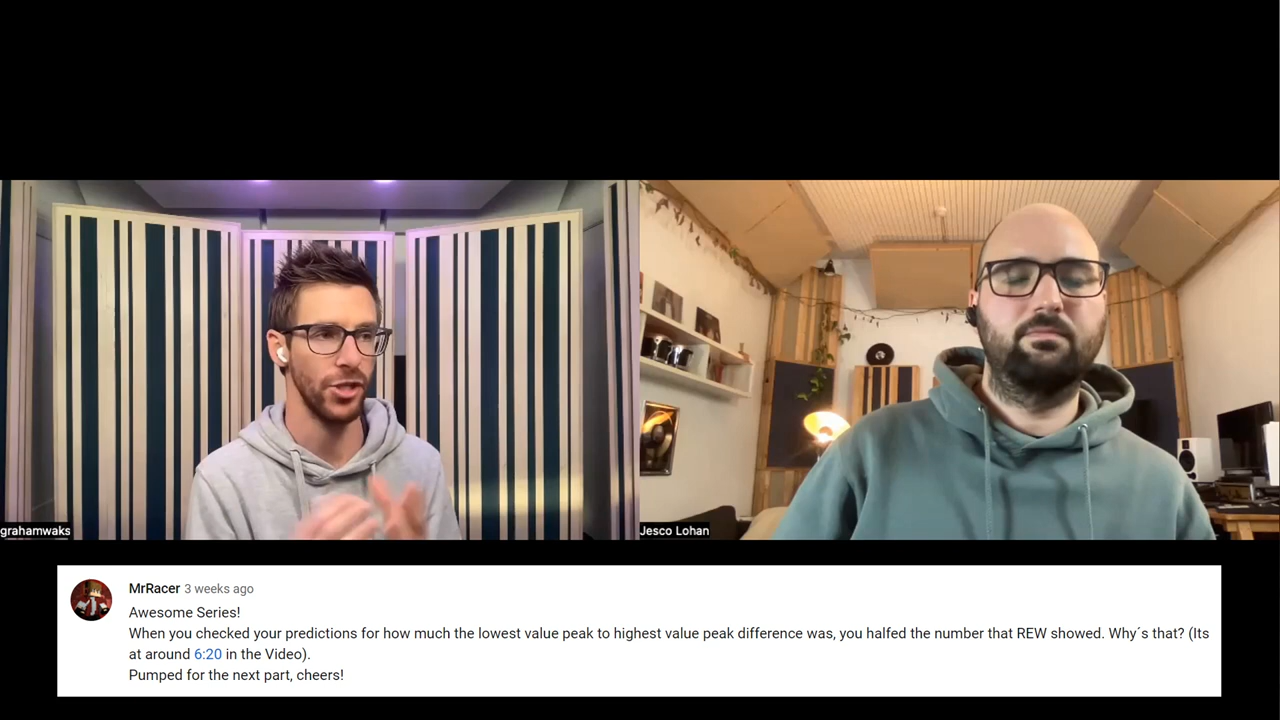 grahamwaks
Jesco Lohan
MrRacer 3 weeks ago
Awesome Series!
When you checked your predictions for how much the lowest value peak to highest value peak difference was, you halfed the number that REW showed. Why´s that? (Its
at around 6:20 in the Video).
Pumped for the next part, cheers!